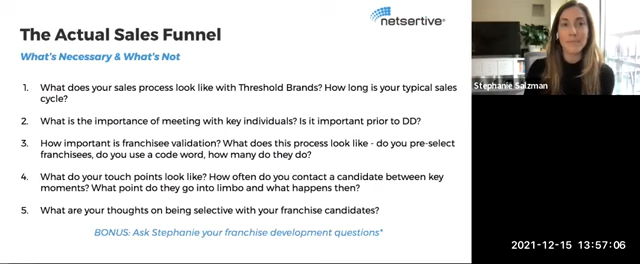 The Actual Sales Funnel
netsertive
What's Necessary & What's Not
1. What does your sales process look like with Threshold Brands? How long is your typical sales
cycle?
2. What is the importance of meeting with key individuals? Is it important prior to DD?
3. How important is franchisee validation? What does this process look like - do you pre-select
franchisees, do you use a code word, how many do they do?
4. What do your touch points look like? How often do you contact a candidate between key
moments? What point do they go into limbo and what happens then?
5. What are your thoughts on being selective with your franchise candidates?
BONUS: Ask Stephanie your franchise development questions*
Stephanie Salzman
2021-12-15 13:57:06